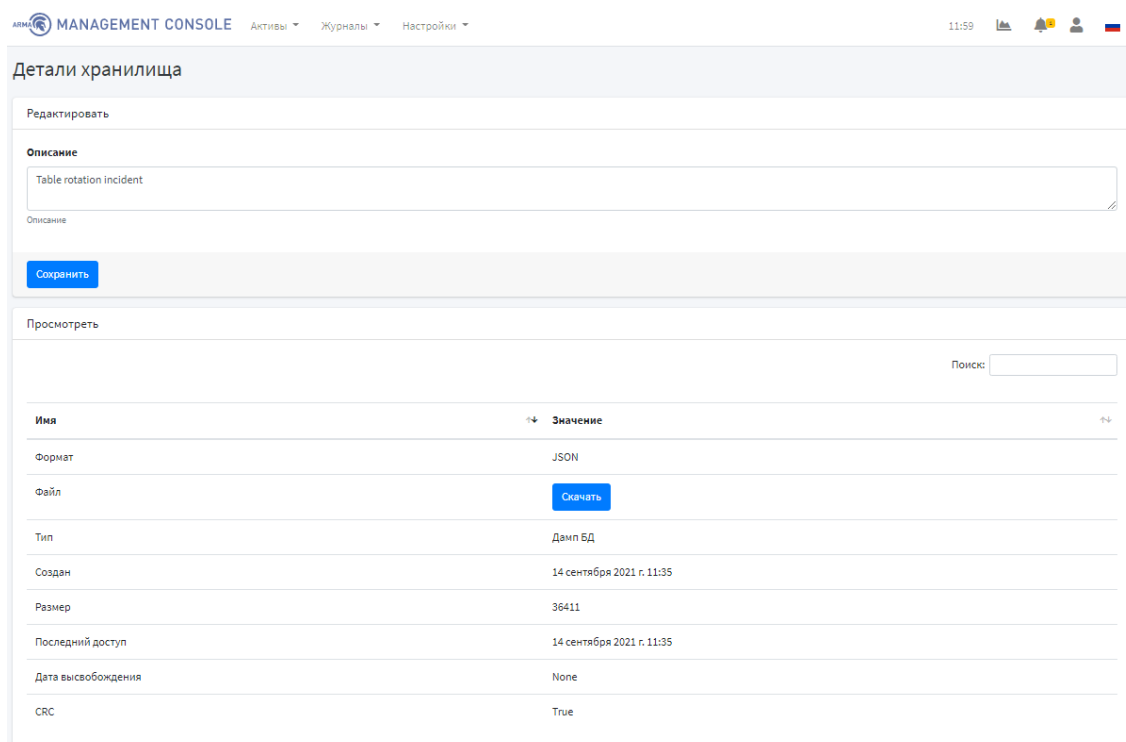 ARMA MANAGEMENT CONSOLE Активы Журналы Настройки 11:59
Детали хранилища
Редактировать
Описание
Table rotation incident
Описание
Сохранить
Просмотреть
Поиск:
Имя Значение
Формат JSON
Файл Скачать
Тип Дамп БД
Создан 14 сентября 2021 г. 11:35
Размер 36411
Последний доступ 14 сентября 2021 г. 11:35
Дата высвобождения None
CRC True